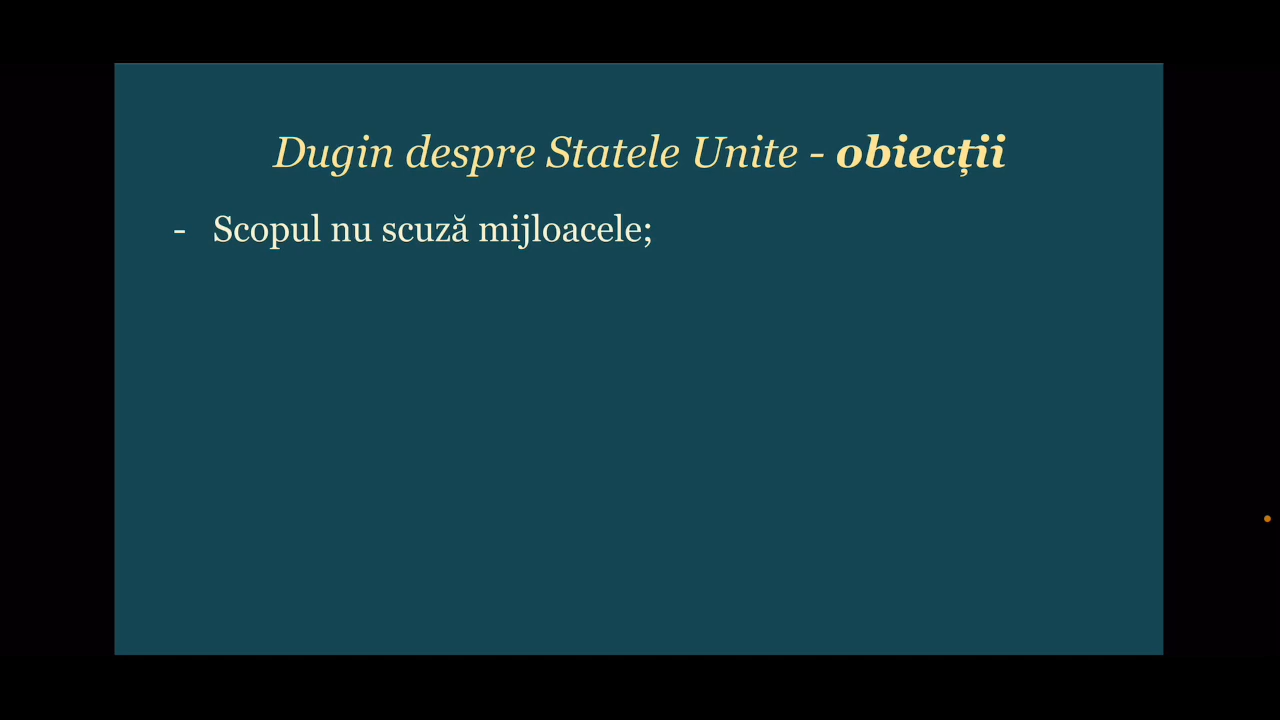 Dugin despre Statele Unite - obiecții
- Scopul nu scuză mijloacele;